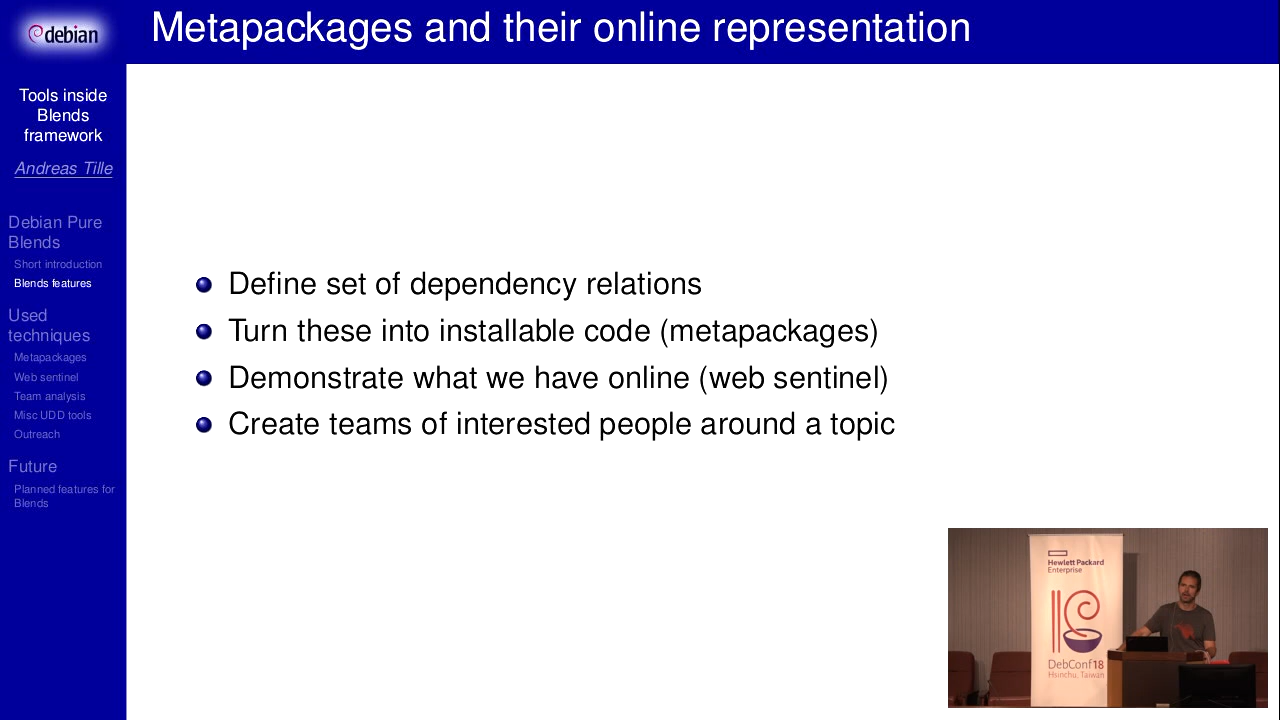 debian
Metapackages and their online representation
Tools inside
Blends
framework
Andreas Tille
Debian Pure
Blends
Short introduction
Blends features
Used
techniques
Metapackages
Web sentinel
Team analysis
Misc UDD tools
Outreach
Future
Planned features for
Blends
Define set of dependency relations
Turn these into installable code (metapackages)
Demonstrate what we have online (web sentinel)
Create teams of interested people around a topic
Hewlett Packard
Enterprise
DebConf18
Hsinchu, Taiwan